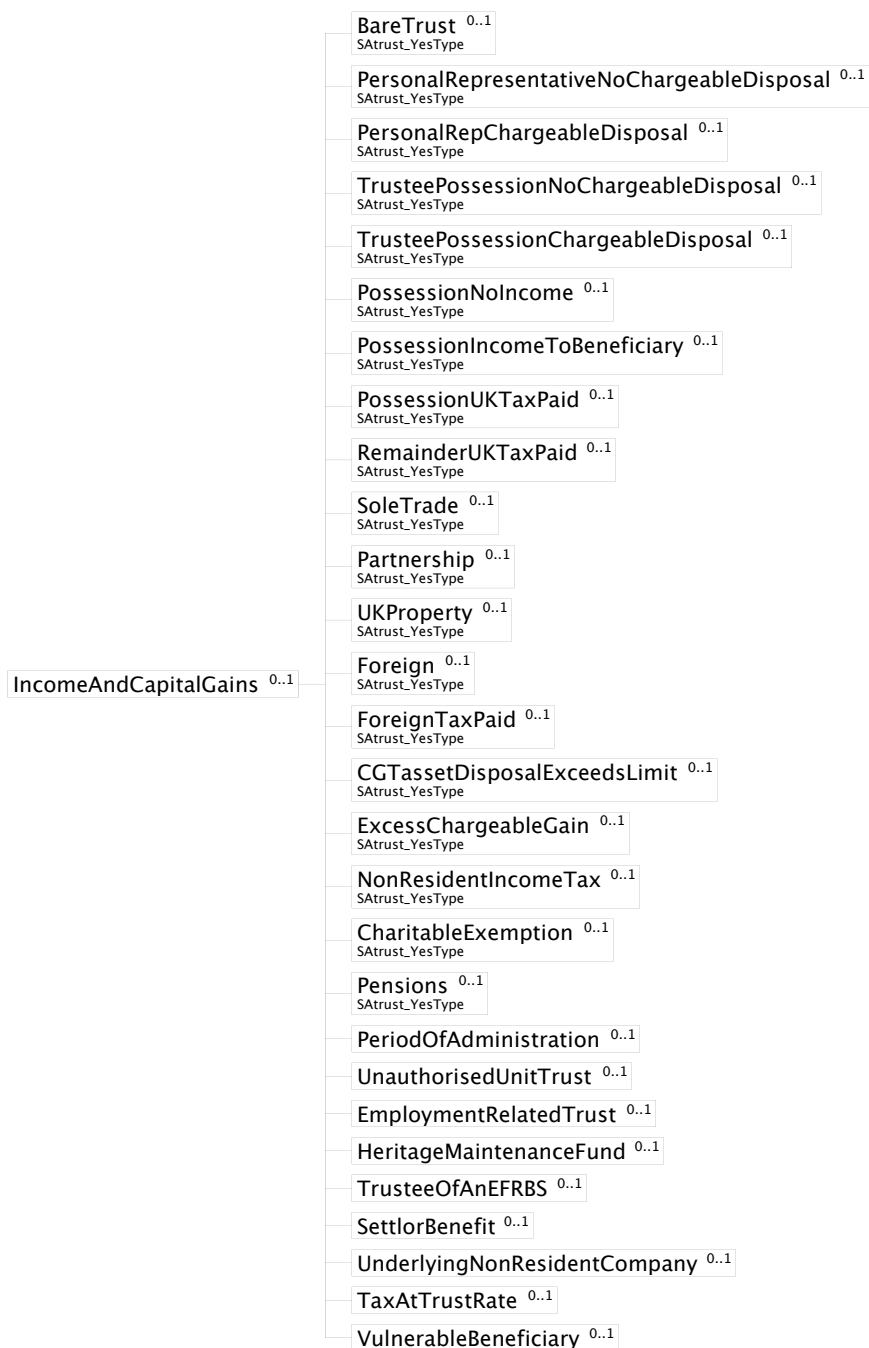 BareTrust 0..1
SAtrust_YesType
PersonalRepresentativeNoChargeableDisposal 0..1
SAtrust_YesType
PersonalRepChargeableDisposal 0..1
SAtrust_YesType
TrusteePossessionNoChargeableDisposal 0..1
SAtrust_YesType
TrusteePossessionChargeableDisposal 0..1
SAtrust_YesType
PossessionNoIncome 0..1
SAtrust_YesType
PossessionIncomeToBeneficiary 0..1
SAtrust_YesType
PossessionUKTaxPaid 0..1
SAtrust_YesType
RemainderUKTaxPaid 0..1
SAtrust_YesType
SoleTrade 0..1
SAtrust_YesType
Partnership 0..1
SAtrust_YesType
UKProperty 0..1
SAtrust_YesType
Foreign 0..1
SAtrust_YesType
IncomeAndCapitalGains 0..1
ForeignTaxPaid 0..1
SAtrust_YesType
CGTassetDisposalExceedsLimit 0..1
SAtrust_YesType
ExcessChargeableGain 0..1
SAtrust_YesType
NonResidentIncomeTax 0..1
SAtrust_YesType
CharitableExemption 0..1
SAtrust_YesType
Pensions 0..1
SAtrust_YesType
PeriodOfAdministration 0..1
UnauthorisedUnitTrust 0..1
EmploymentRelatedTrust 0..1
HeritageMaintenanceFund 0..1
TrusteeOfAnEFRBS 0..1
SettlorBenefit 0..1
UnderlyingNonResidentCompany 0..1
TaxAtTrustRate 0..1
VulnerableBeneficiary 0..1